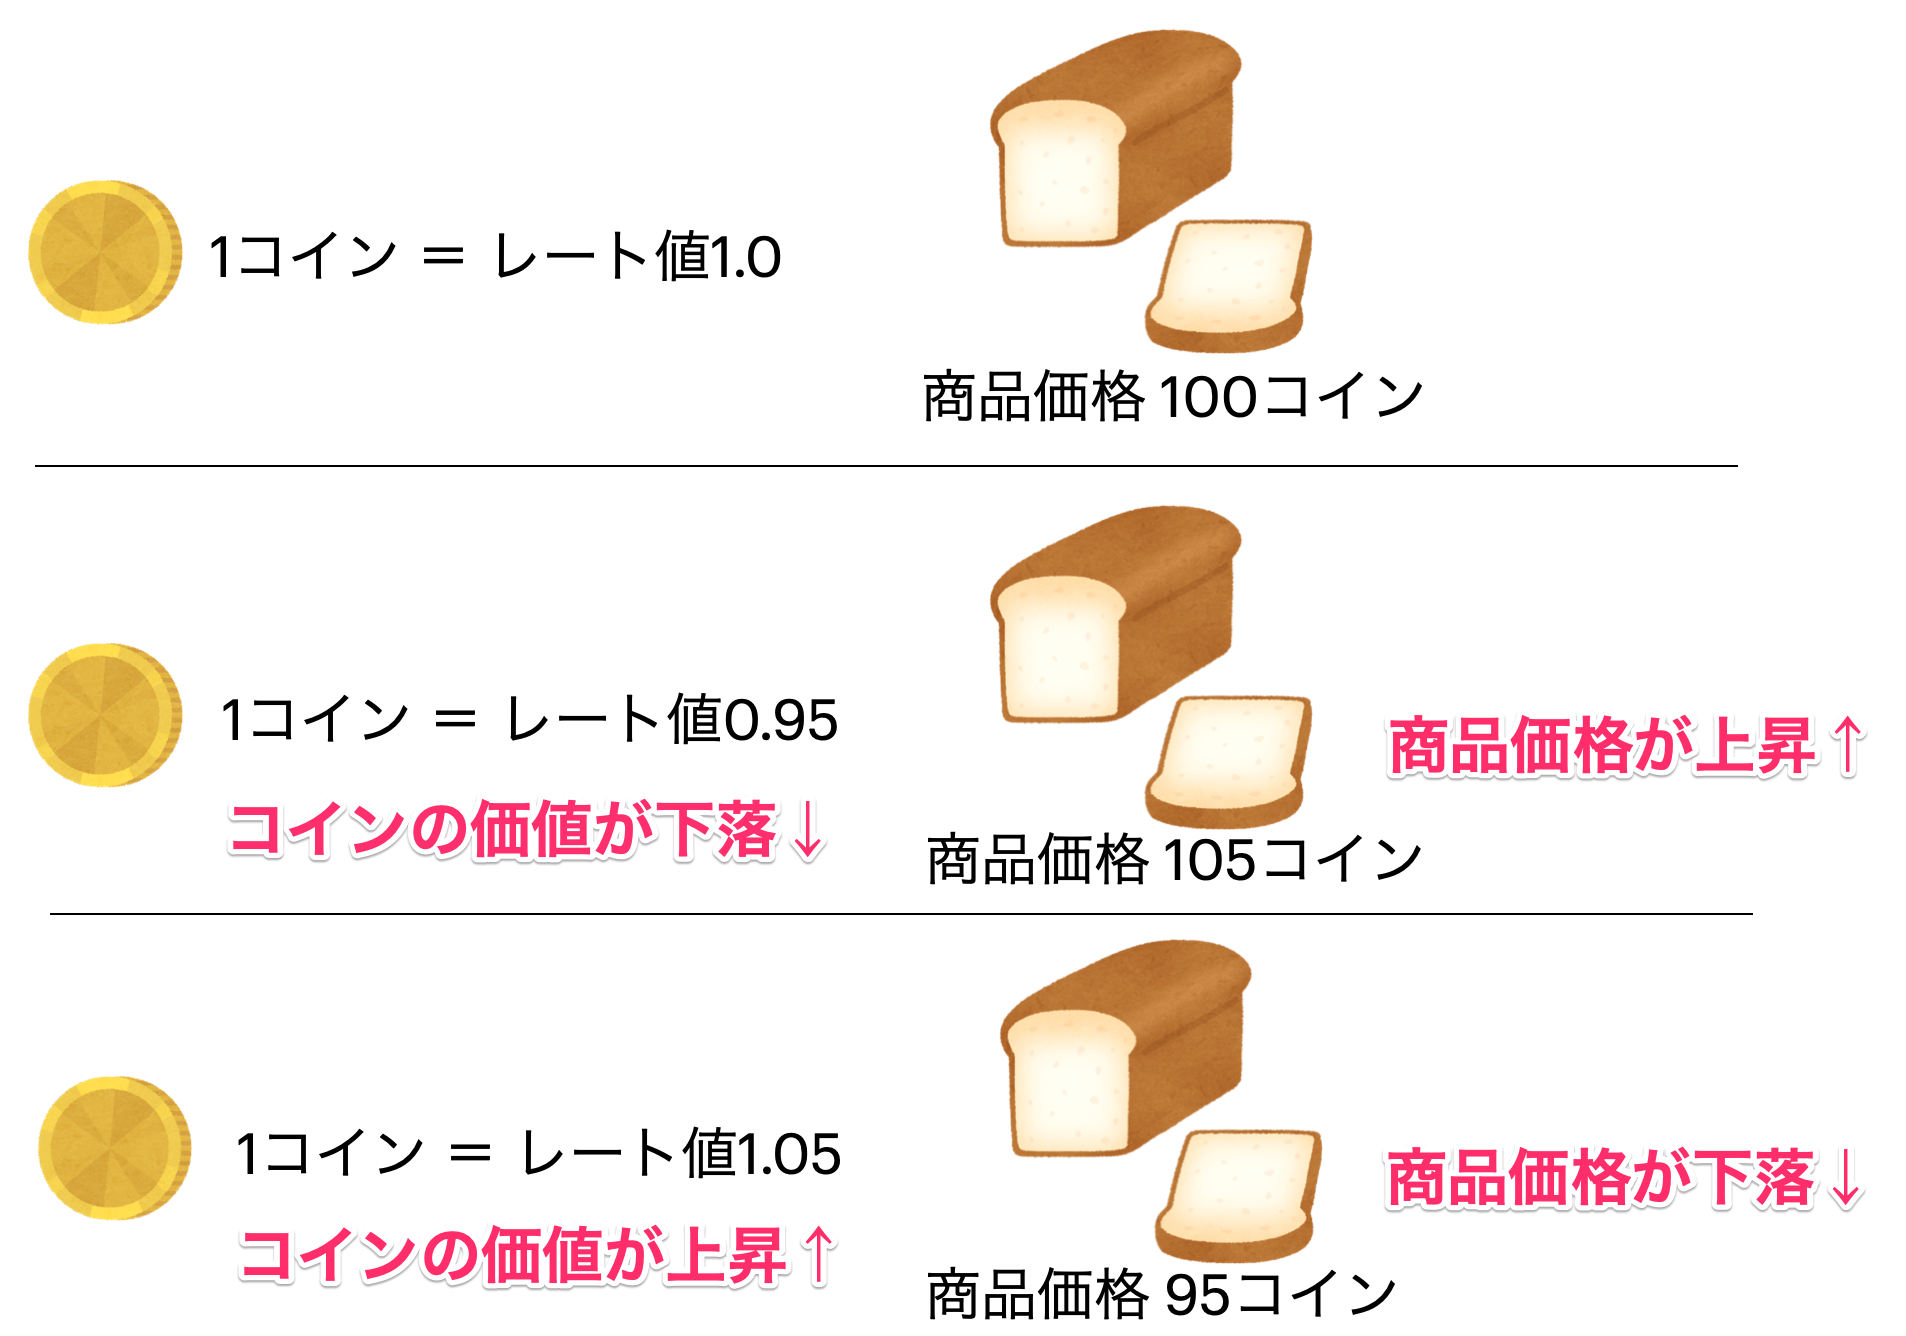 1コイン = レート値1.0
商品価格 100コイン
1コイン = レート値0.95
商品価格が上昇↑
コインの価値が下落↓
商品価格 105コイン
1コイン = レート値1.05
商品価格が下落↓
コインの価値が上昇↑
商品価格 95コイン